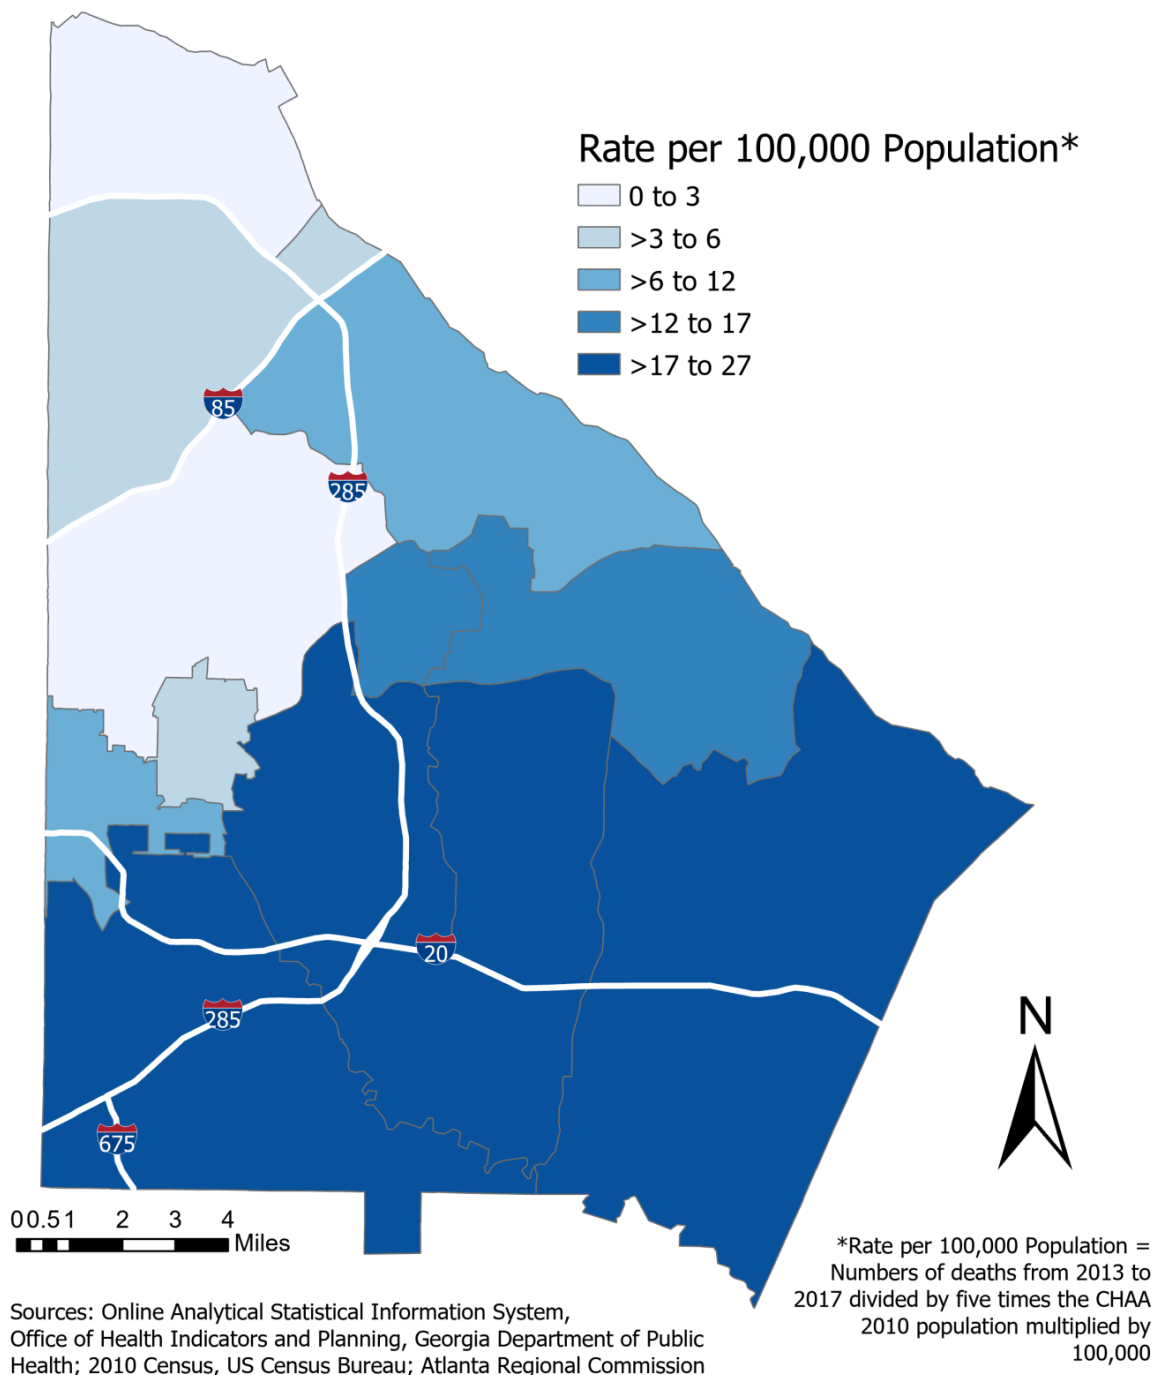 Rate per 100,000 Population*
0 to 3
>3 to 6
>6 to 12
>12 to 17
>17 to 27
85
285
20
285
675
N
0 0.5 1 2 3 4
Miles
*Rate per 100,000 Population =
Numbers of deaths from 2013 to
2017 divided by five times the CHAA
2010 population multiplied by
100,000
Sources: Online Analytical Statistical Information System,
Office of Health Indicators and Planning, Georgia Department of Public
Health; 2010 Census, US Census Bureau; Atlanta Regional Commission